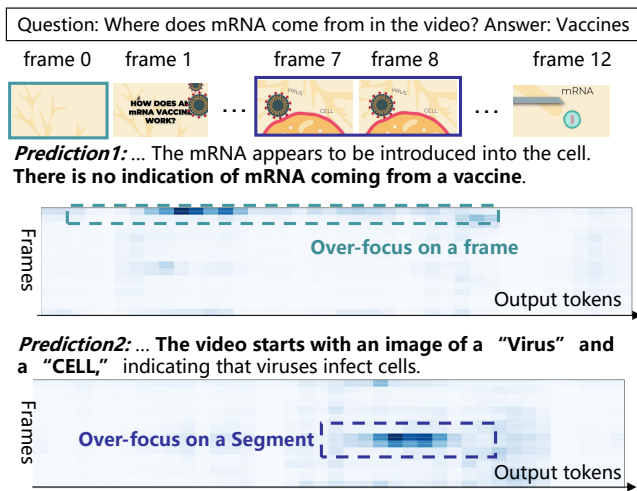 Question: Where does mRNA come from in the video? Answer: Vaccines
frame 0 frame 1 frame 7 frame 8 frame 12
HOW DOES AN
mRNA VACCINE
WORK?
...
VIRUS
CELL
VIRUS
CELL
...
mRNA
Prediction1: ... The mRNA appears to be introduced into the cell.
There is no indication of mRNA coming from a vaccine.
Frames
Over-focus on a frame
Output tokens
Prediction2: ... The video starts with an image of a “Virus” and
a “CELL,” indicating that viruses infect cells.
Frames
Over-focus on a Segment
Output tokens